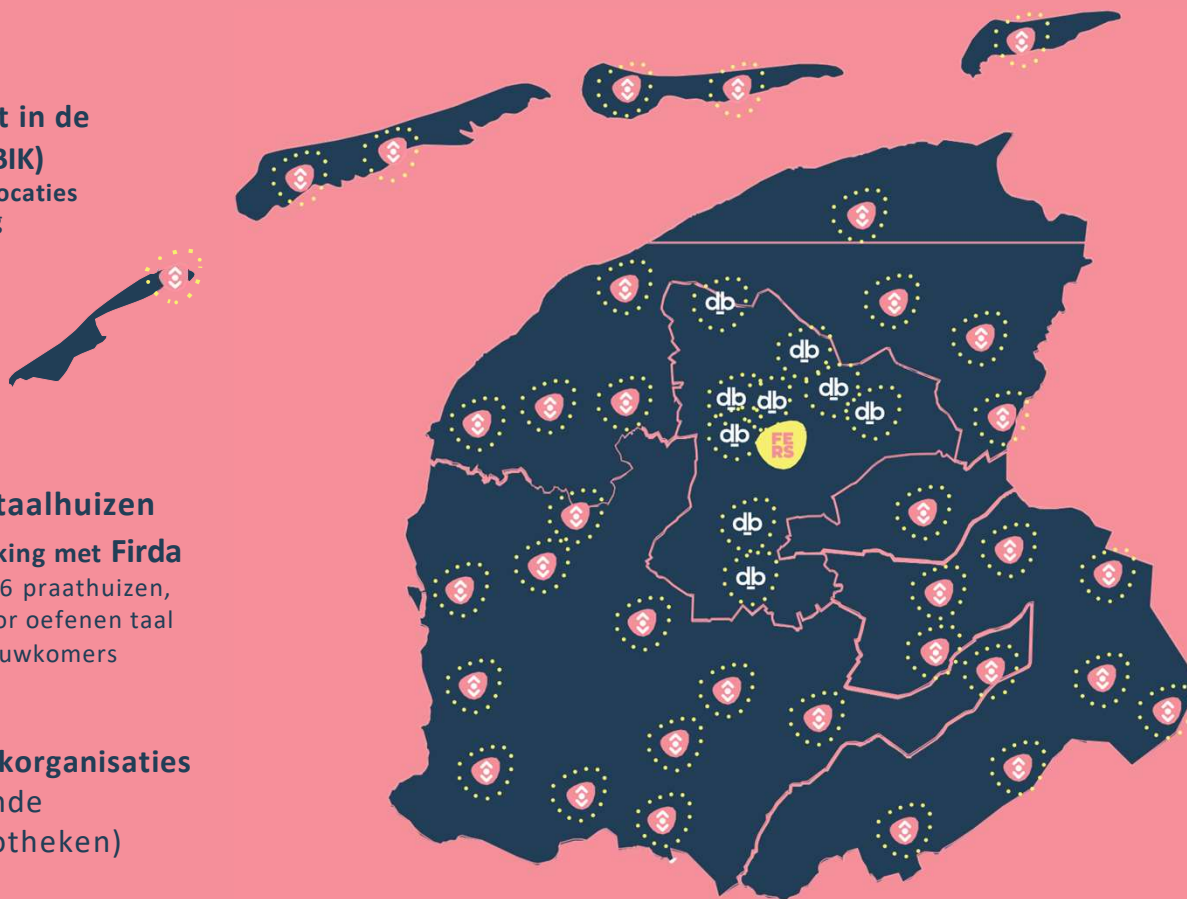 t in de
BIK)
ocaties
g
taalhuizen
king met Firda
6 praathuizen,
or oefenen taal
uwkomers
korganisaties
nde
otheken)
db
db
db
db
db
db
db
FE
RS
db
db